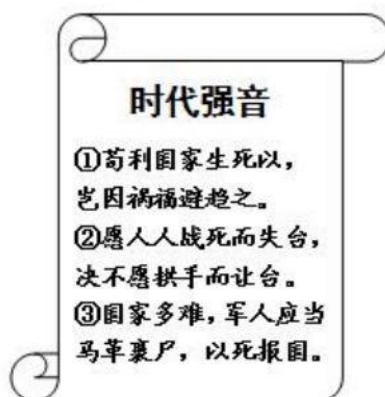 时代强音
①苟利国家生死以，
岂因祸福避趋之。
②愿人人战死而失台，
决不愿拱手而让台。
③国家多难，军人应当
马革裹尸，以死报国。